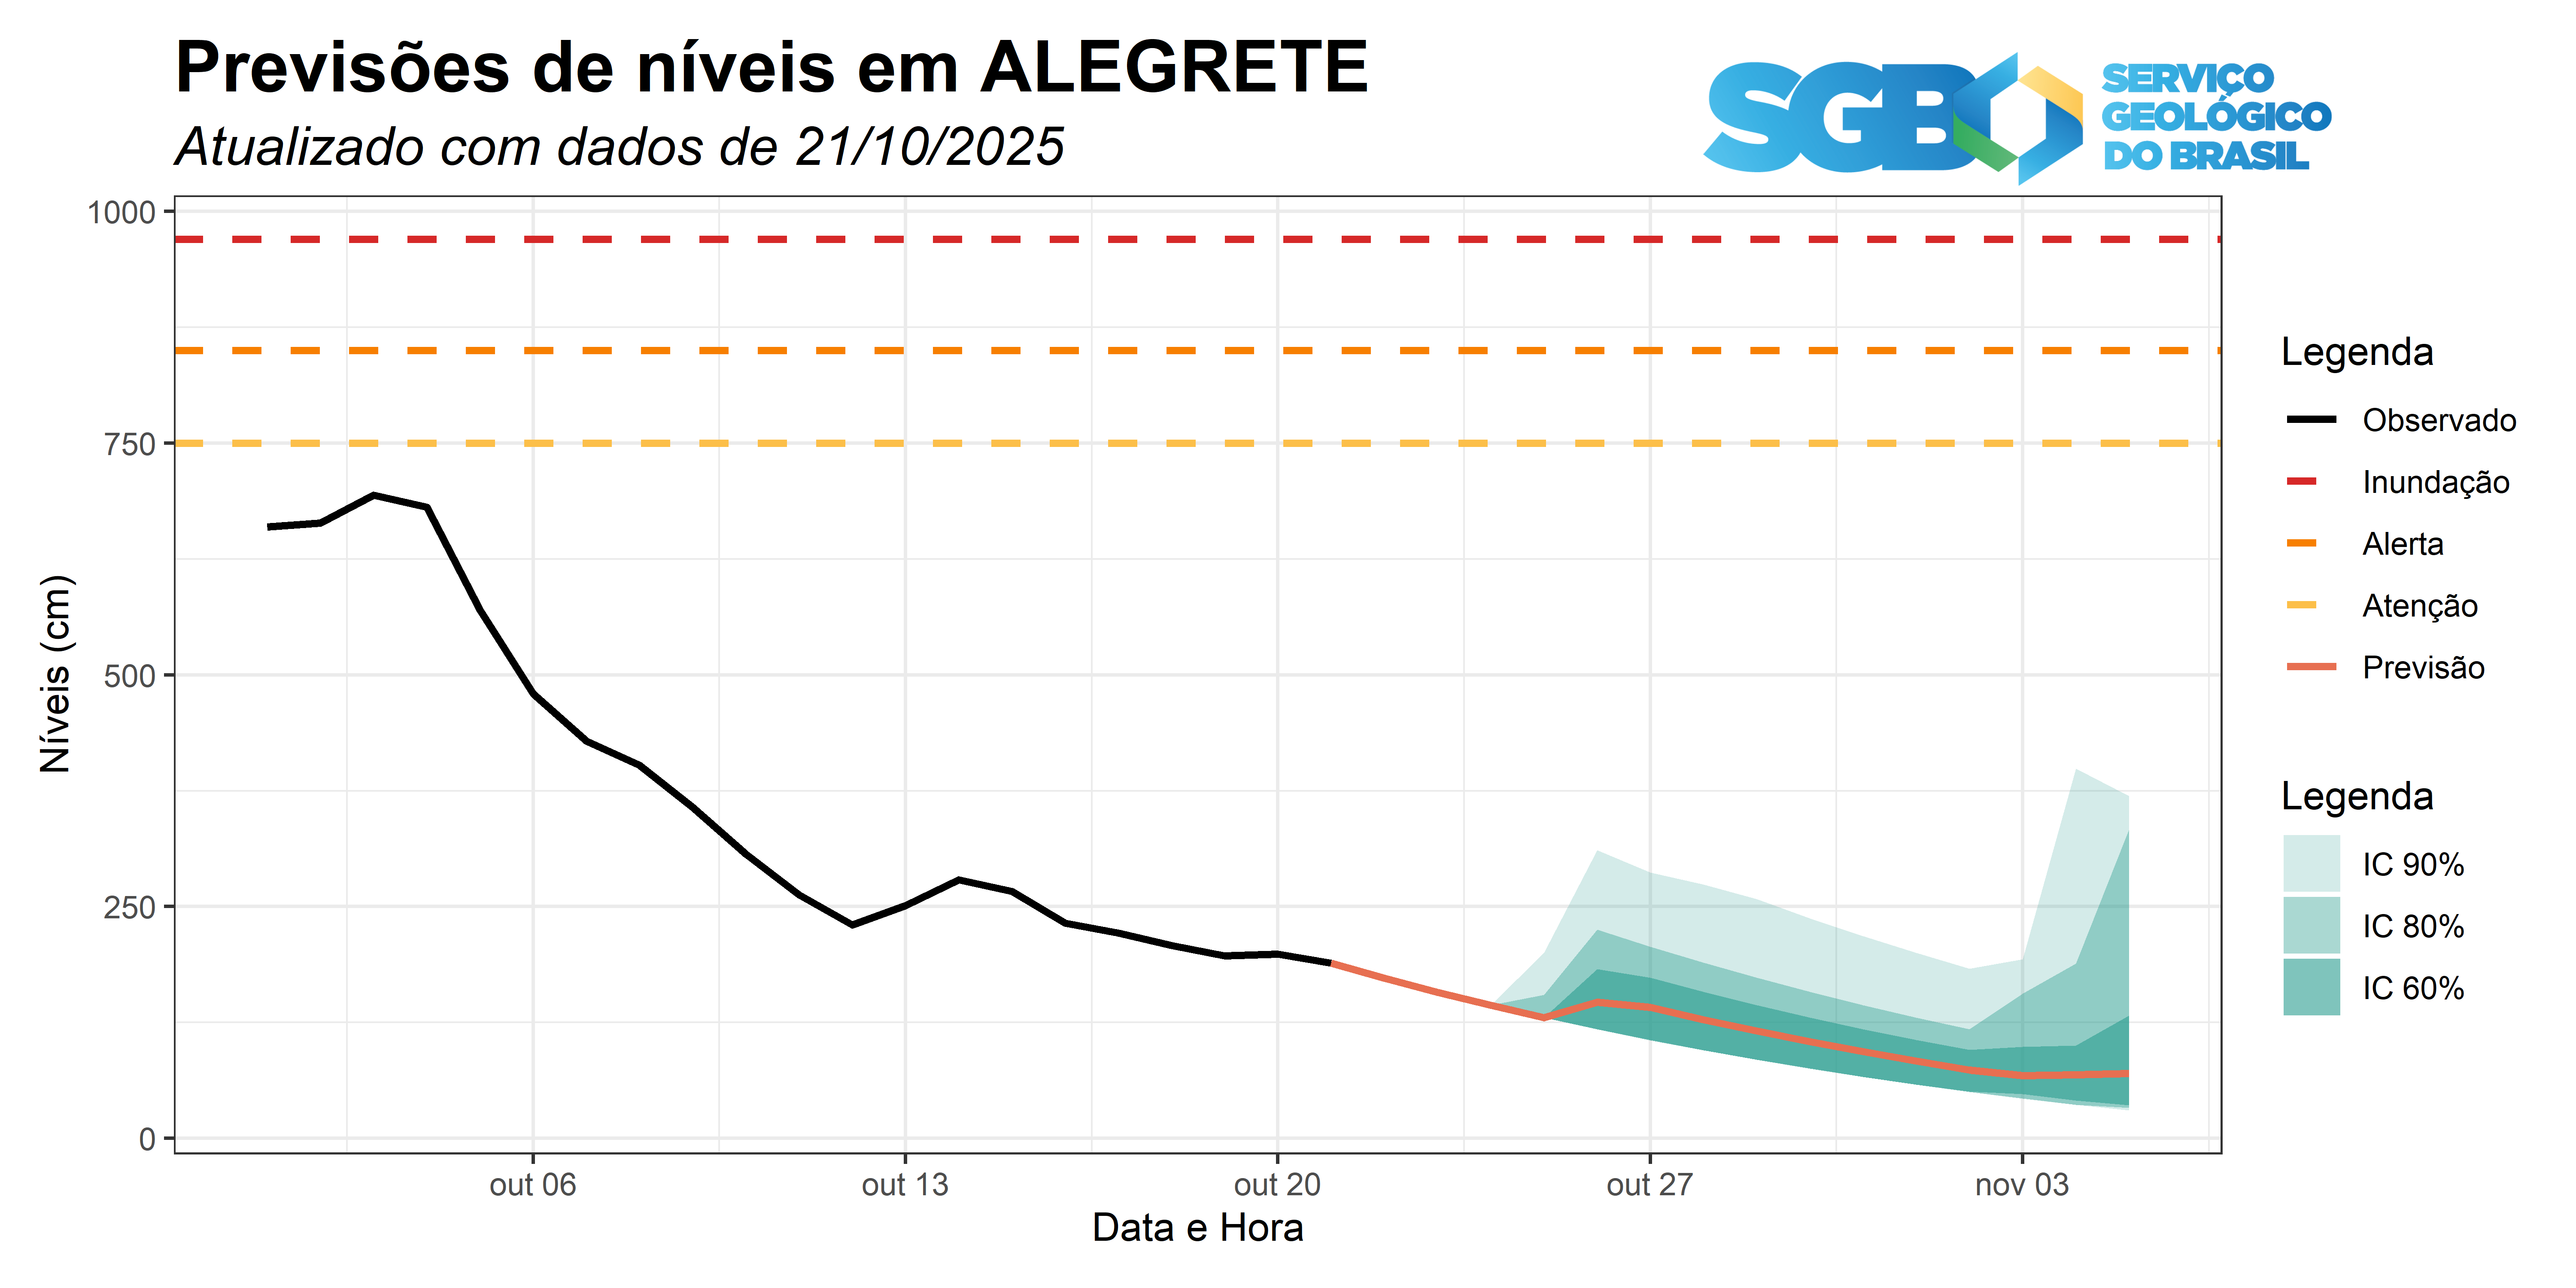 Previsões de níveis em ALEGRETE
Atualizado com dados de 21/10/2025
SGB
SERVIÇO
GEOLÓGICO
DO BRASIL
Níveis (cm)
1000
750
500
250
0
out 06
out 13
out 20
out 27
nov 03
Data e Hora
Legenda
Observado
Inundação
Alerta
Atenção
Previsão
Legenda
IC 90%
IC 80%
IC 60%